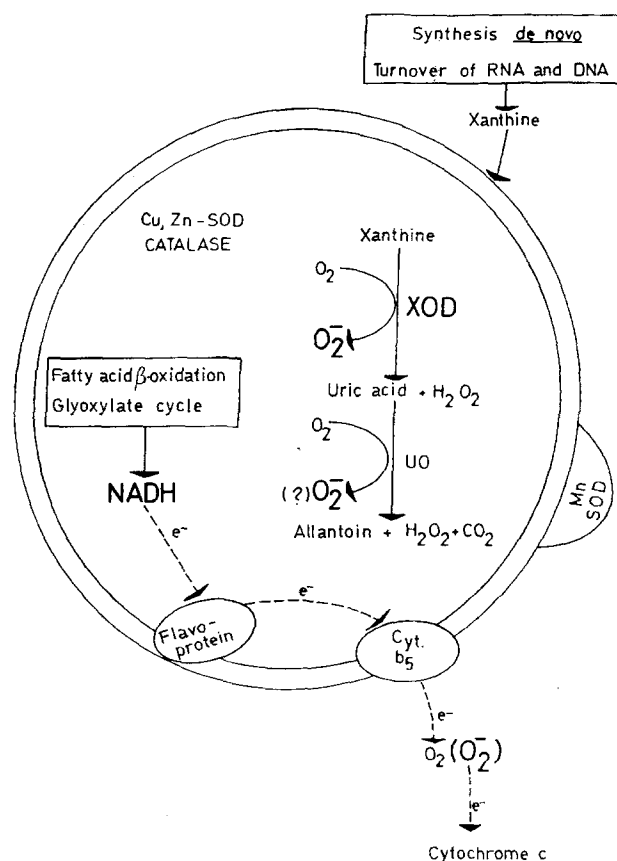 Synthesis de novo
Turnover of RNA and DNA
Xanthine
Cu, Zn-SOD
CATALASE
Xanthine
O2
XOD
O2-
Uric acid + H2O2
Fatty acid β-oxidation
Glyoxylate cycle
O2
UO
NADH
(?)O2-
Allantoin + H2O2+CO2
Mn
SOD
e-
e-
Flavo-
protein
Cyt.
b5
e-
O2(O2-)
e-
Cytochrome c